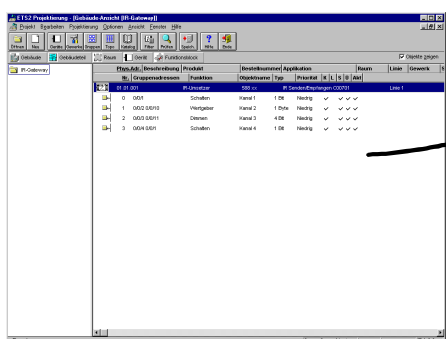 ETS2 Projektierung - [Gebäude-Ansicht [IR-Gateway]]
Projekt Bearbeiten Projektierung Optionen Ansicht Fenster Hilfe
Öffnen Neu Geräte Gewerke Gruppen Topo Katalog Filter Prüfen Speich. Hilfe Ende
Gebäude Gebäudeteil Raum Gerät Funktionstocc Objekte zeigen
IR-Gateway
Phys.Adr. Beschreibung Produkt Bestellnummer Applikation Raum Linie Gewerk S
Nr. Gruppenadressen Funktion Objektname Typ Priorität K L S Ü Akt
01.01.001 IR-Umsetzer 588 xx IR Senden/Empfangen C00701 Linie 1
0 0/0/1 Schalten Kanal 1 1 Bit Niedrig
1 0/0/2 0/0/10 Wertgeber Kanal 2 1 Byte Niedrig
2 0/0/3 0/0/11 Dimmen Kanal 3 4 Bit Niedrig
3 0/0/4 0/0/1 Schalten Kanal 4 1 Bit Niedrig